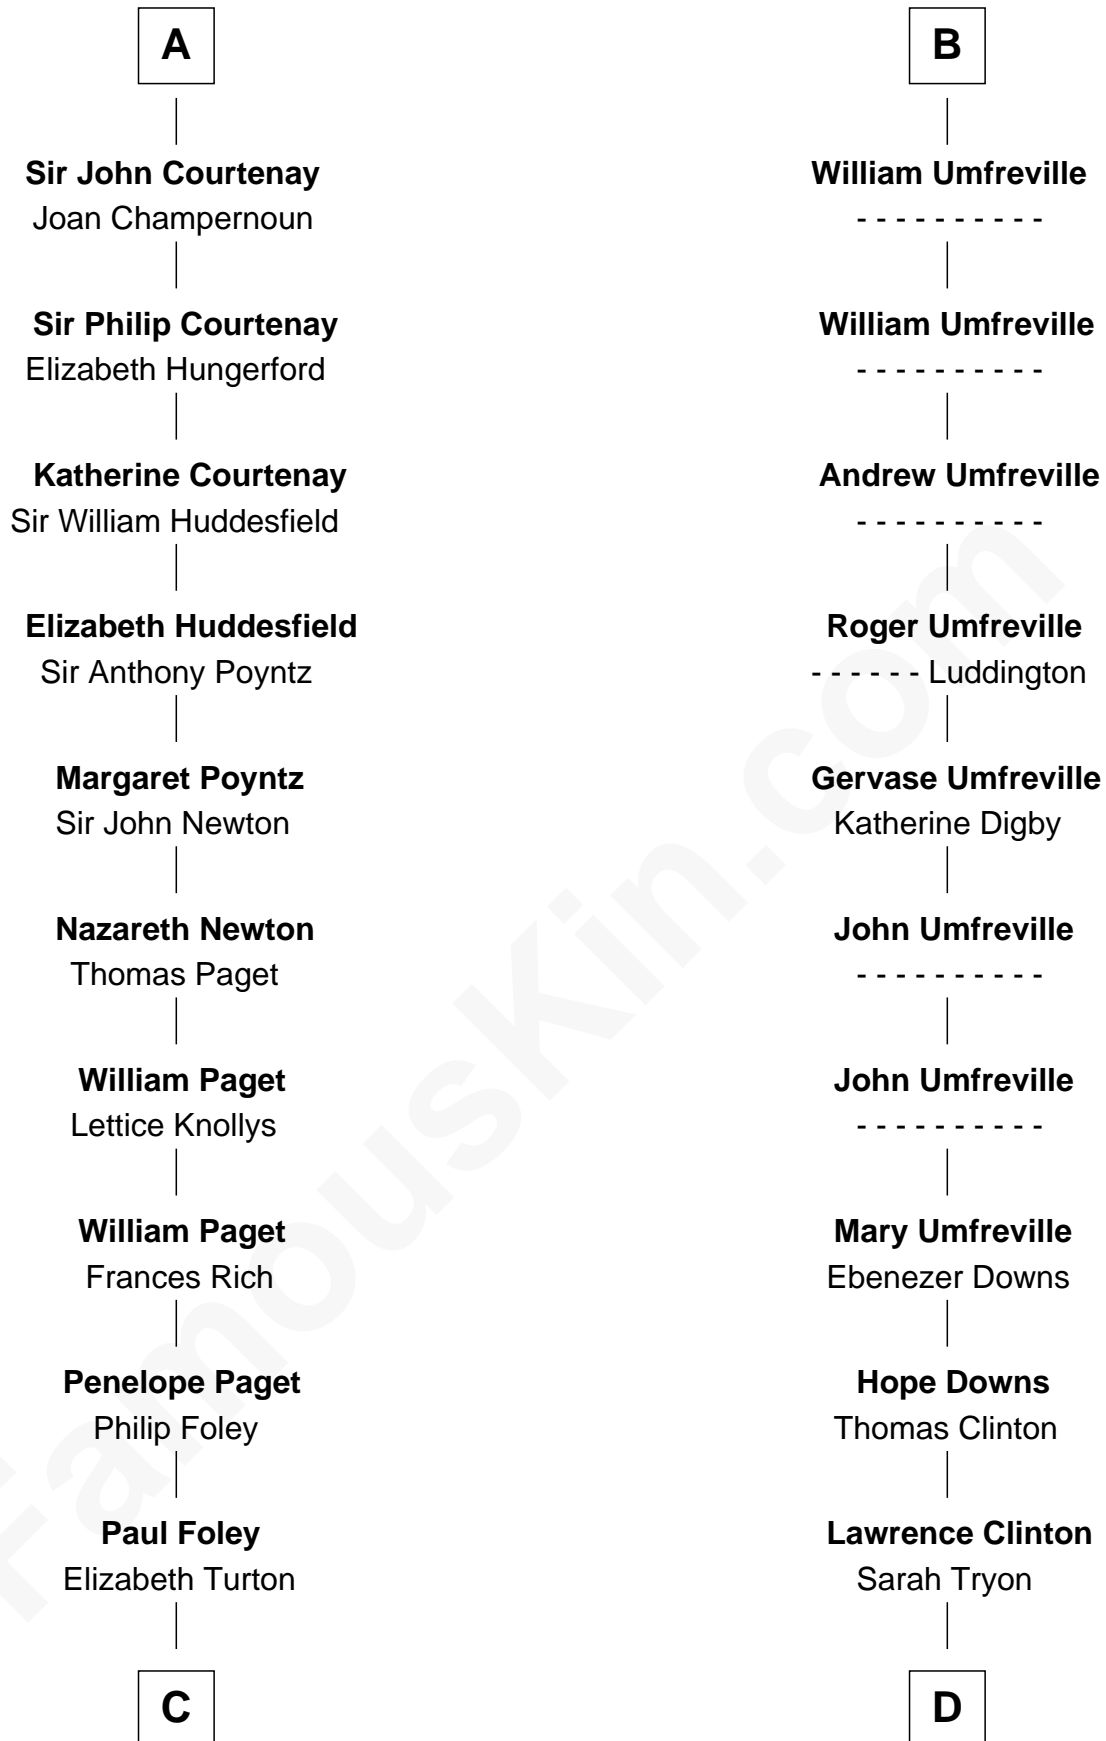 A
Sir John Courtenay
Joan Champernoun
Sir Philip Courtenay
Elizabeth Hungerford
Katherine Courtenay
Sir William Huddesfield
Elizabeth Huddesfield
Sir Anthony Poyntz
Margaret Poyntz
Sir John Newton
Nazareth Newton
Thomas Paget
William Paget
Lettice Knollys
William Paget
Frances Rich
Penelope Paget
Philip Foley
Paul Foley
Elizabeth Turton
C
B
William Umfreville
- - - - - - - - - -
William Umfreville
- - - - - - - - - -
Andrew Umfreville
- - - - - - - - - -
Roger Umfreville
- - - - - - Luddington
Gervase Umfreville
Katherine Digby
John Umfreville
- - - - - - - - - -
John Umfreville
- - - - - - - - - -
Mary Umfreville
Ebenezer Downs
Hope Downs
Thomas Clinton
Lawrence Clinton
Sarah Tryon
D
FamousKin.com